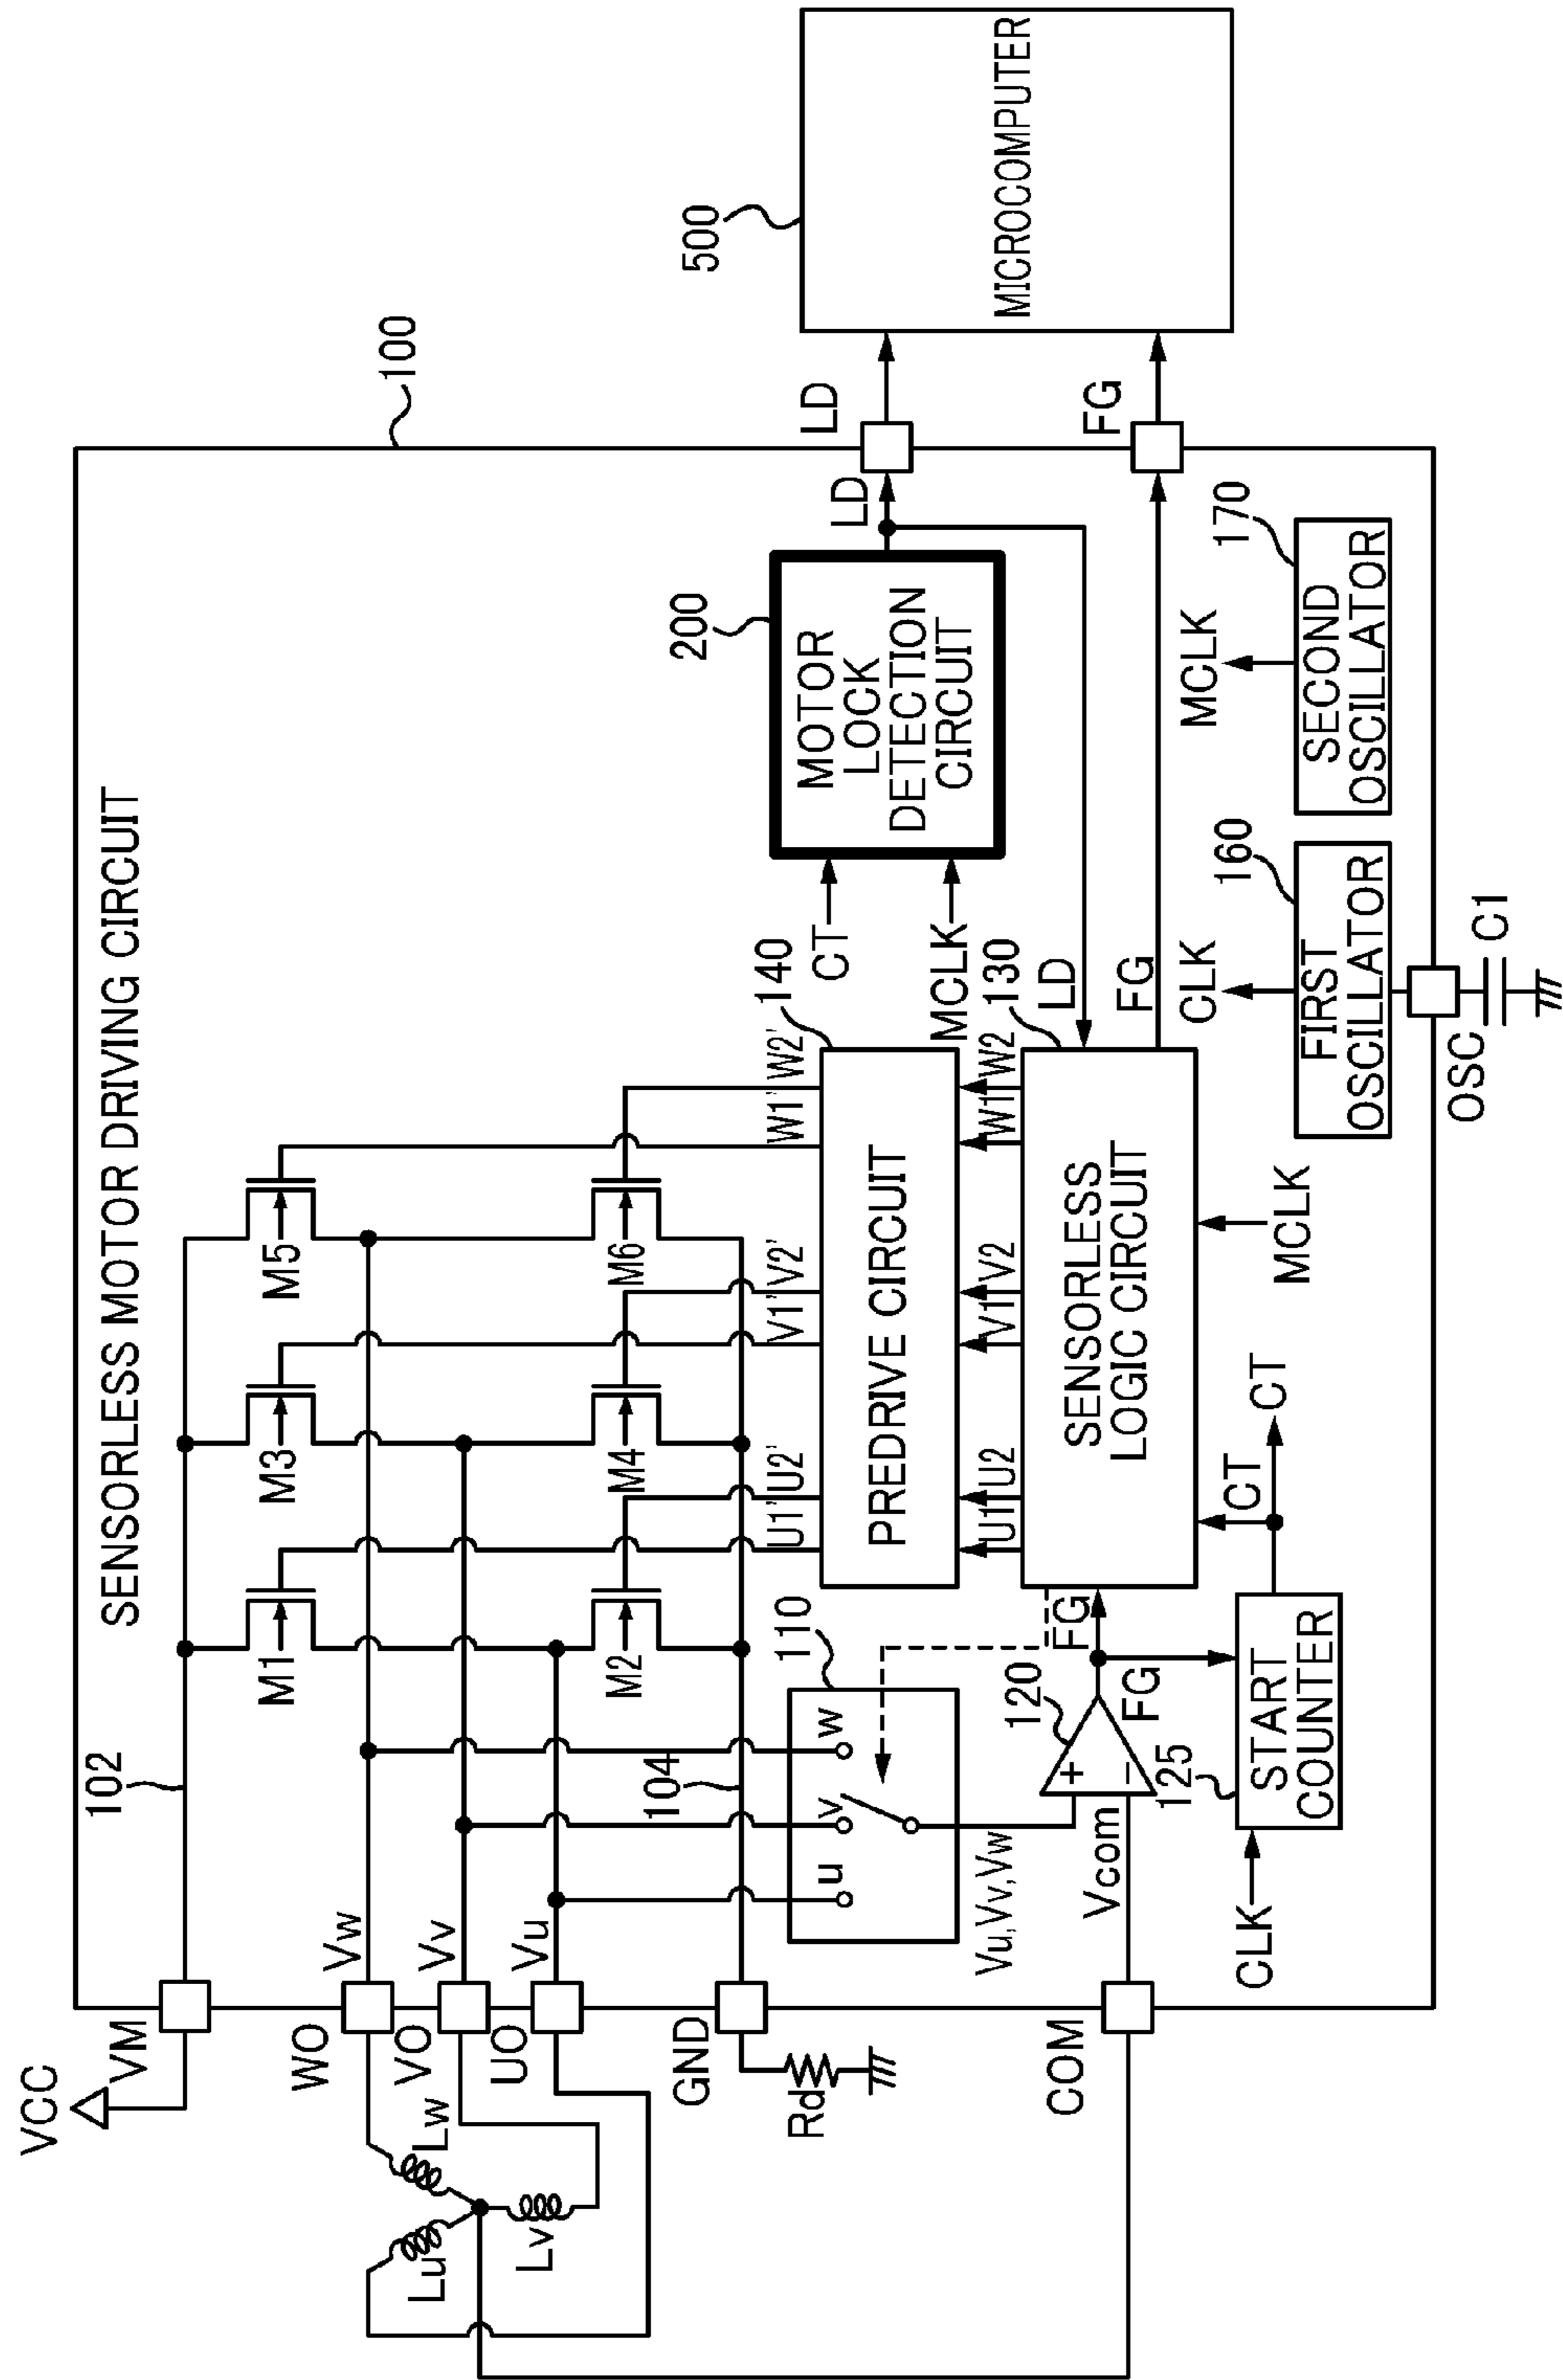 SENSORLESS MOTOR DRIVING CIRCUIT
100
VCC
VM
102
M1
M3
M5
WO
Vw
VO
Vv
UO
Vu
Lu
Lw
Lv
M2
M4
M6
104
GND
Rd
110
u
v
w
U1'
U2'
V1'
V2'
W1'
W2'
140
PREDRIVE CIRCUIT
U1
U2
V1
V2
W1
W2
130
SENSORLESS
LOGIC CIRCUIT
CT
MCLK
200
MOTOR
LOCK
DETECTION
CIRCUIT
LD
LD
LD
500
MICROCOMPUTER
Vu,Vv,Vw
120
+
−
FG
FG
FG
FG
COM
Vcom
125
CLK
START
COUNTER
CT
CT
MCLK
CLK
160
FIRST
OSCILLATOR
MCLK
170
SECOND
OSCILLATOR
OSC
C1